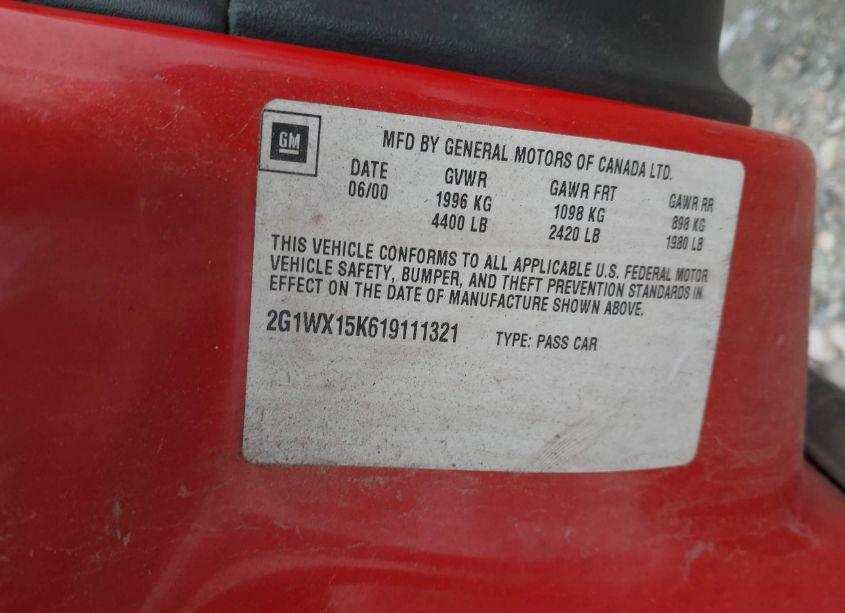 GM
MFD BY GENERAL MOTORS OF CANADA LTD.
DATE GVWR GAWR FRT GAWR RR
06/00 1996 KG 1098 KG 898 KG
4400 LB 2420 LB 1980 LB
THIS VEHICLE CONFORMS TO ALL APPLICABLE U.S. FEDERAL MOTOR
VEHICLE SAFETY, BUMPER, AND THEFT PREVENTION STANDARDS IN
EFFECT ON THE DATE OF MANUFACTURE SHOWN ABOVE.
2G1WX15K619111321 TYPE: PASS CAR